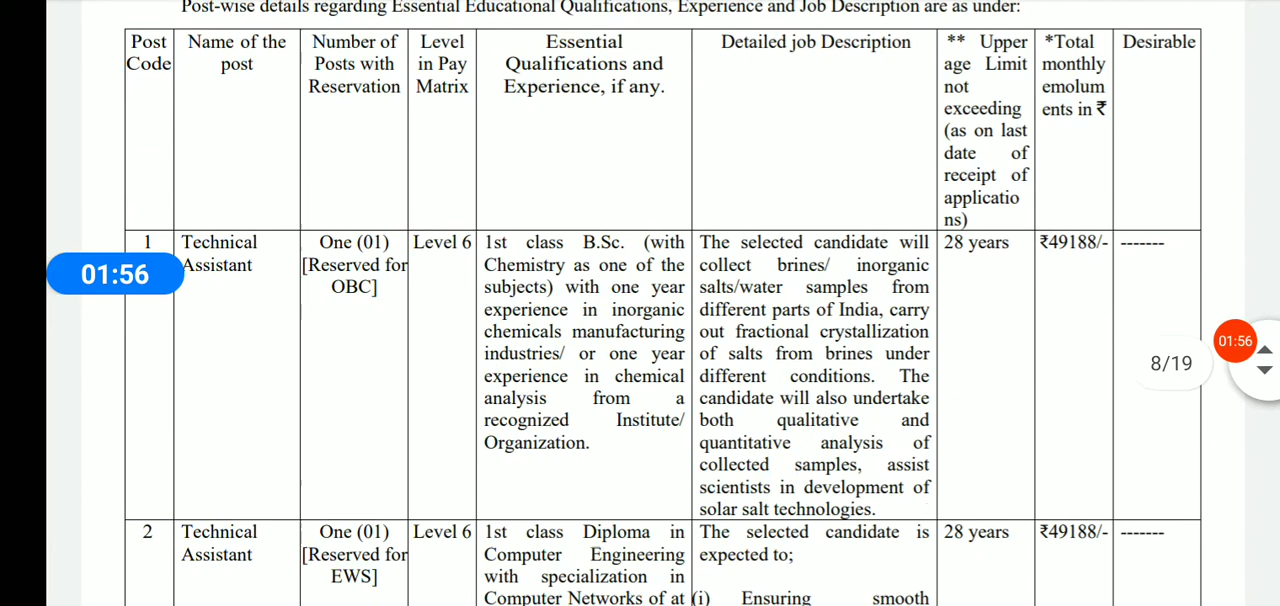 Post-wise details regarding Essential Educational Qualifications, Experience and Job Description are as under:
Post Code
Name of the post
Number of Posts with Reservation
Level in Pay Matrix
Essential
Qualifications and
Experience, if any.
Detailed job Description
** Upper
age Limit
not
exceeding
(as on last
date of
receipt of
applicatio
ns)
*Total
monthly
emolum
ents in ₹
Desirable
1
Technical
Assistant
One (01)
[Reserved for
OBC]
Level 6
1st class B.Sc. (with
Chemistry as one of the
subjects) with one year
experience in inorganic
chemicals manufacturing
industries/ or one year
experience in chemical
analysis from a
recognized Institute/
Organization.
The selected candidate will
collect brines/ inorganic
salts/water samples from
different parts of India, carry
out fractional crystallization
of salts from brines under
different conditions. The
candidate will also undertake
both qualitative and
quantitative analysis of
collected samples, assist
scientists in development of
solar salt technologies.
28 years
₹49188/-
-------
2
Technical
Assistant
One (01)
[Reserved for
EWS]
Level 6
1st class Diploma in
Computer Engineering
with specialization in
Computer Networks of at
The selected candidate is
expected to;
(i) Ensuring smooth
28 years
₹49188/-
-------
01:56
01:56
8/19